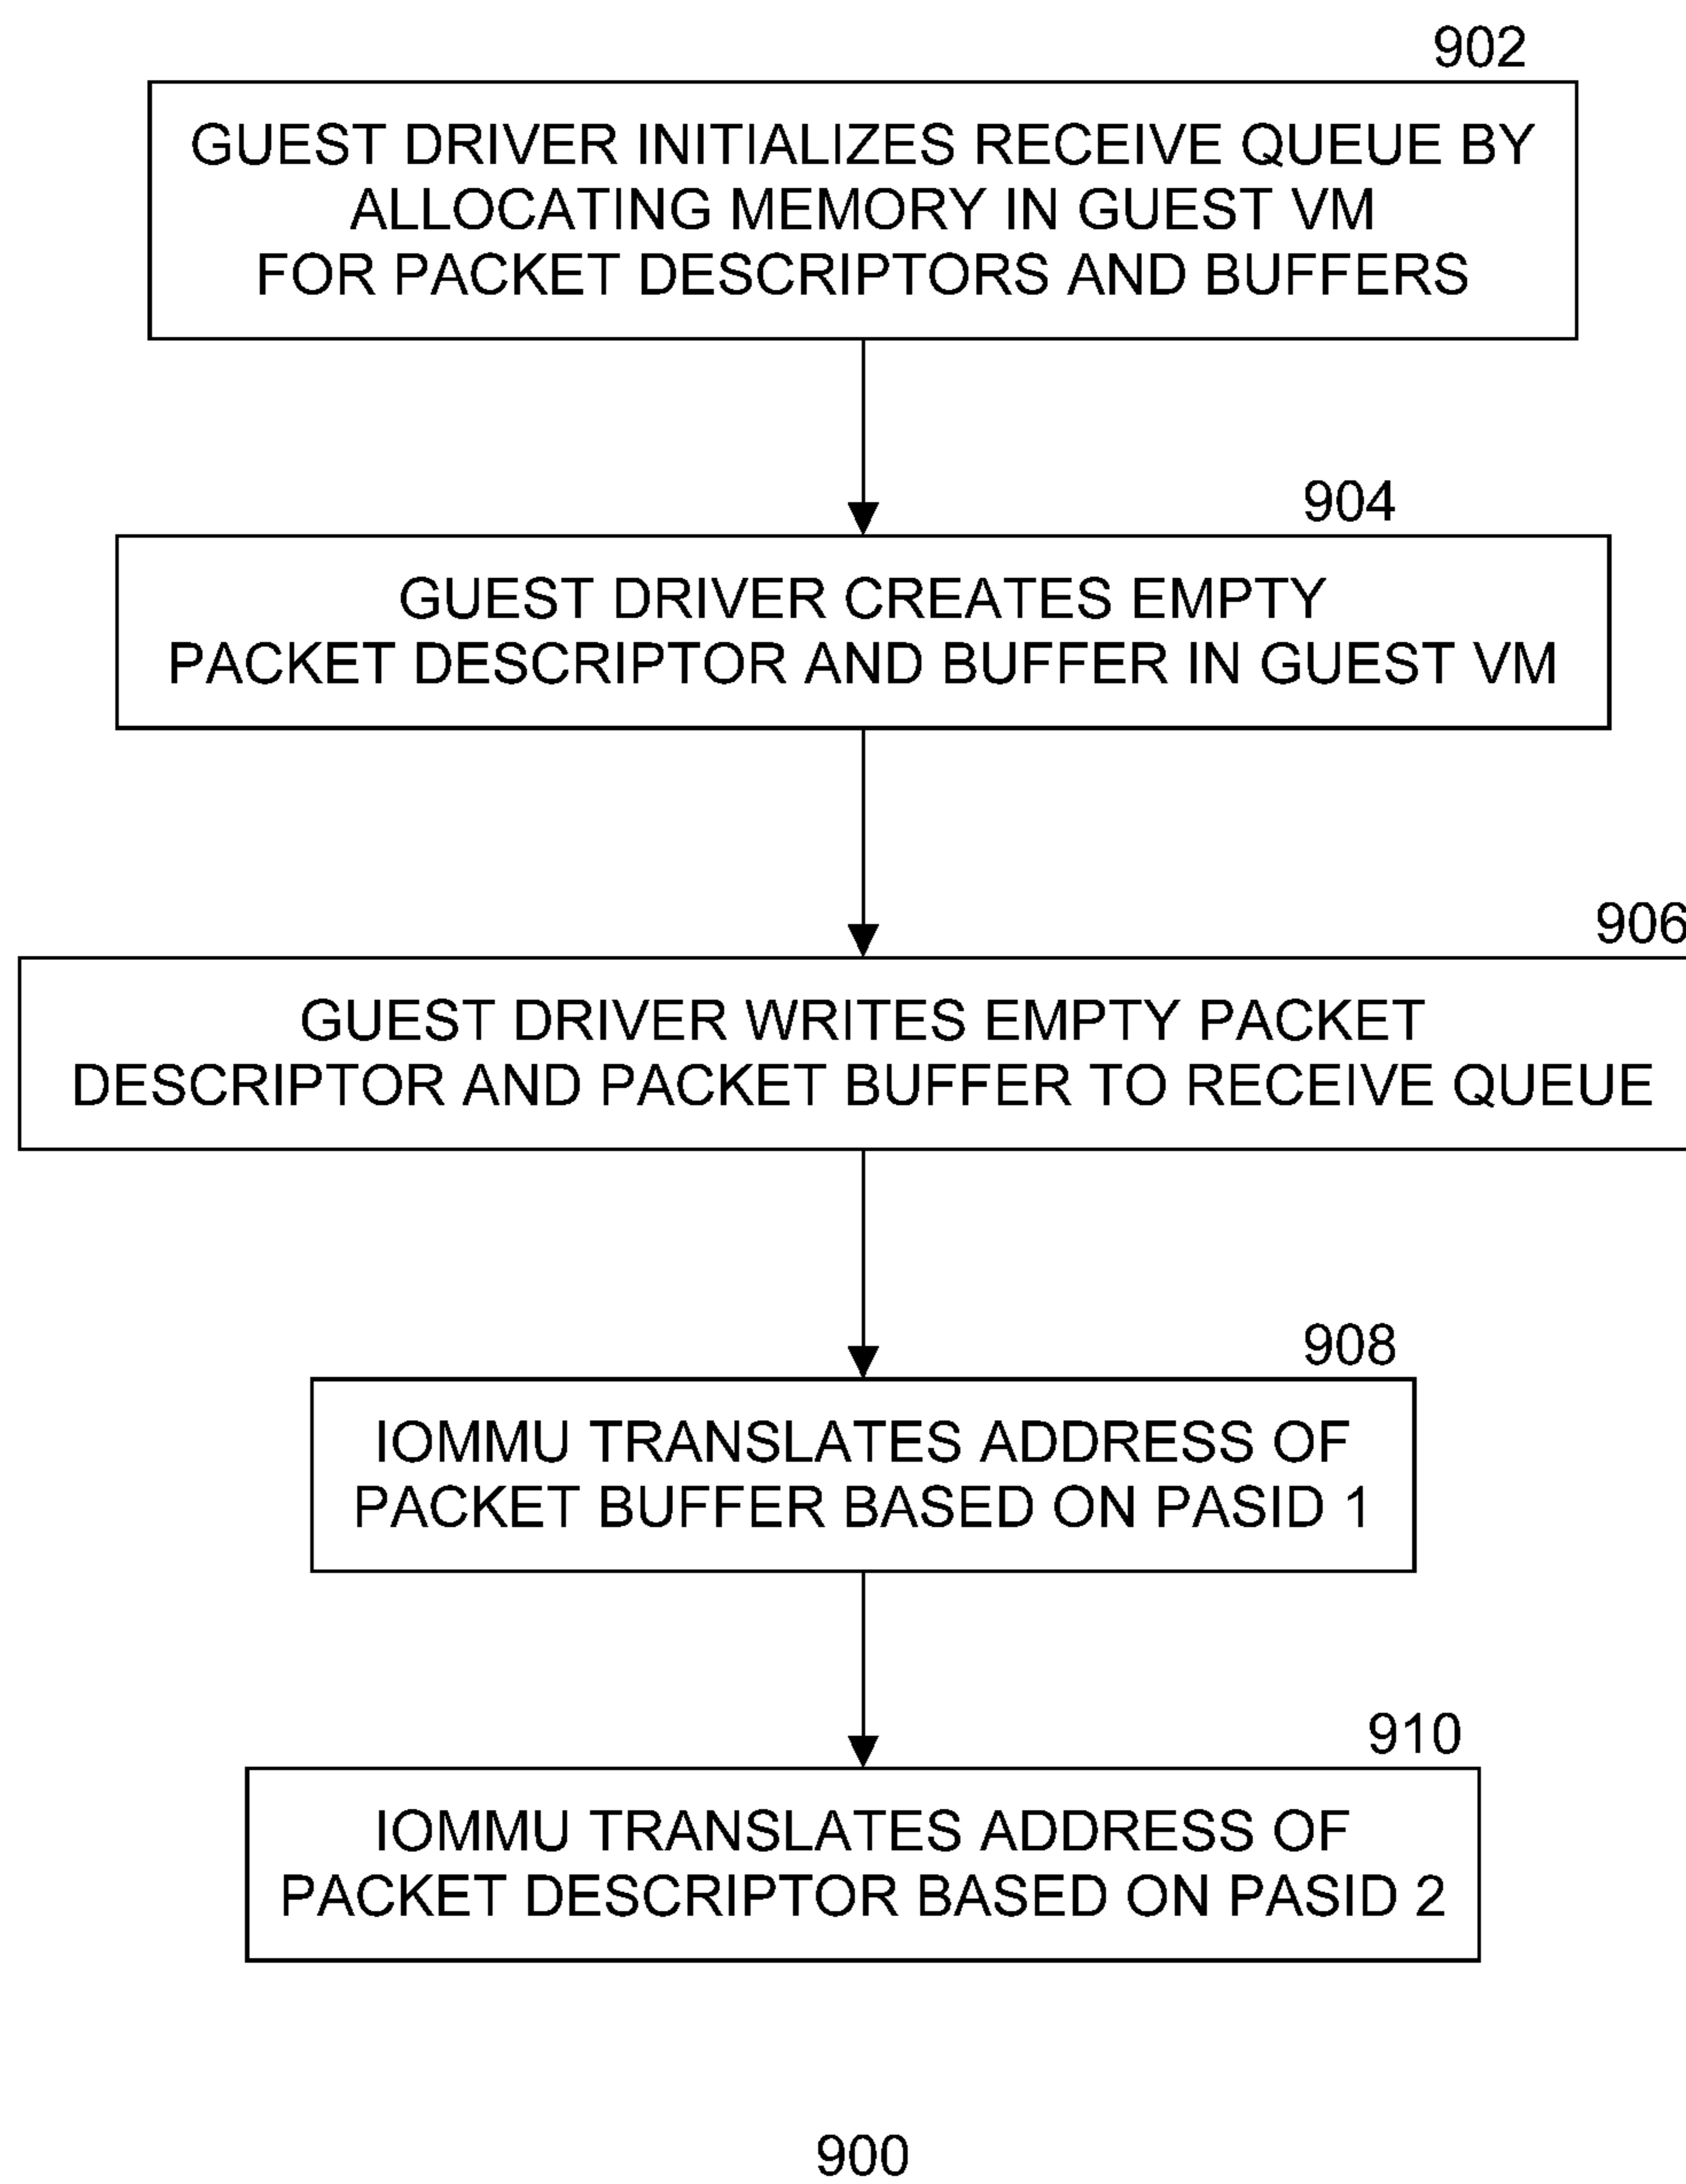 902
GUEST DRIVER INITIALIZES RECEIVE QUEUE BY
ALLOCATING MEMORY IN GUEST VM
FOR PACKET DESCRIPTORS AND BUFFERS
904
GUEST DRIVER CREATES EMPTY
PACKET DESCRIPTOR AND BUFFER IN GUEST VM
906
GUEST DRIVER WRITES EMPTY PACKET
DESCRIPTOR AND PACKET BUFFER TO RECEIVE QUEUE
908
IOMMU TRANSLATES ADDRESS OF
PACKET BUFFER BASED ON PASID 1
910
IOMMU TRANSLATES ADDRESS OF
PACKET DESCRIPTOR BASED ON PASID 2
900